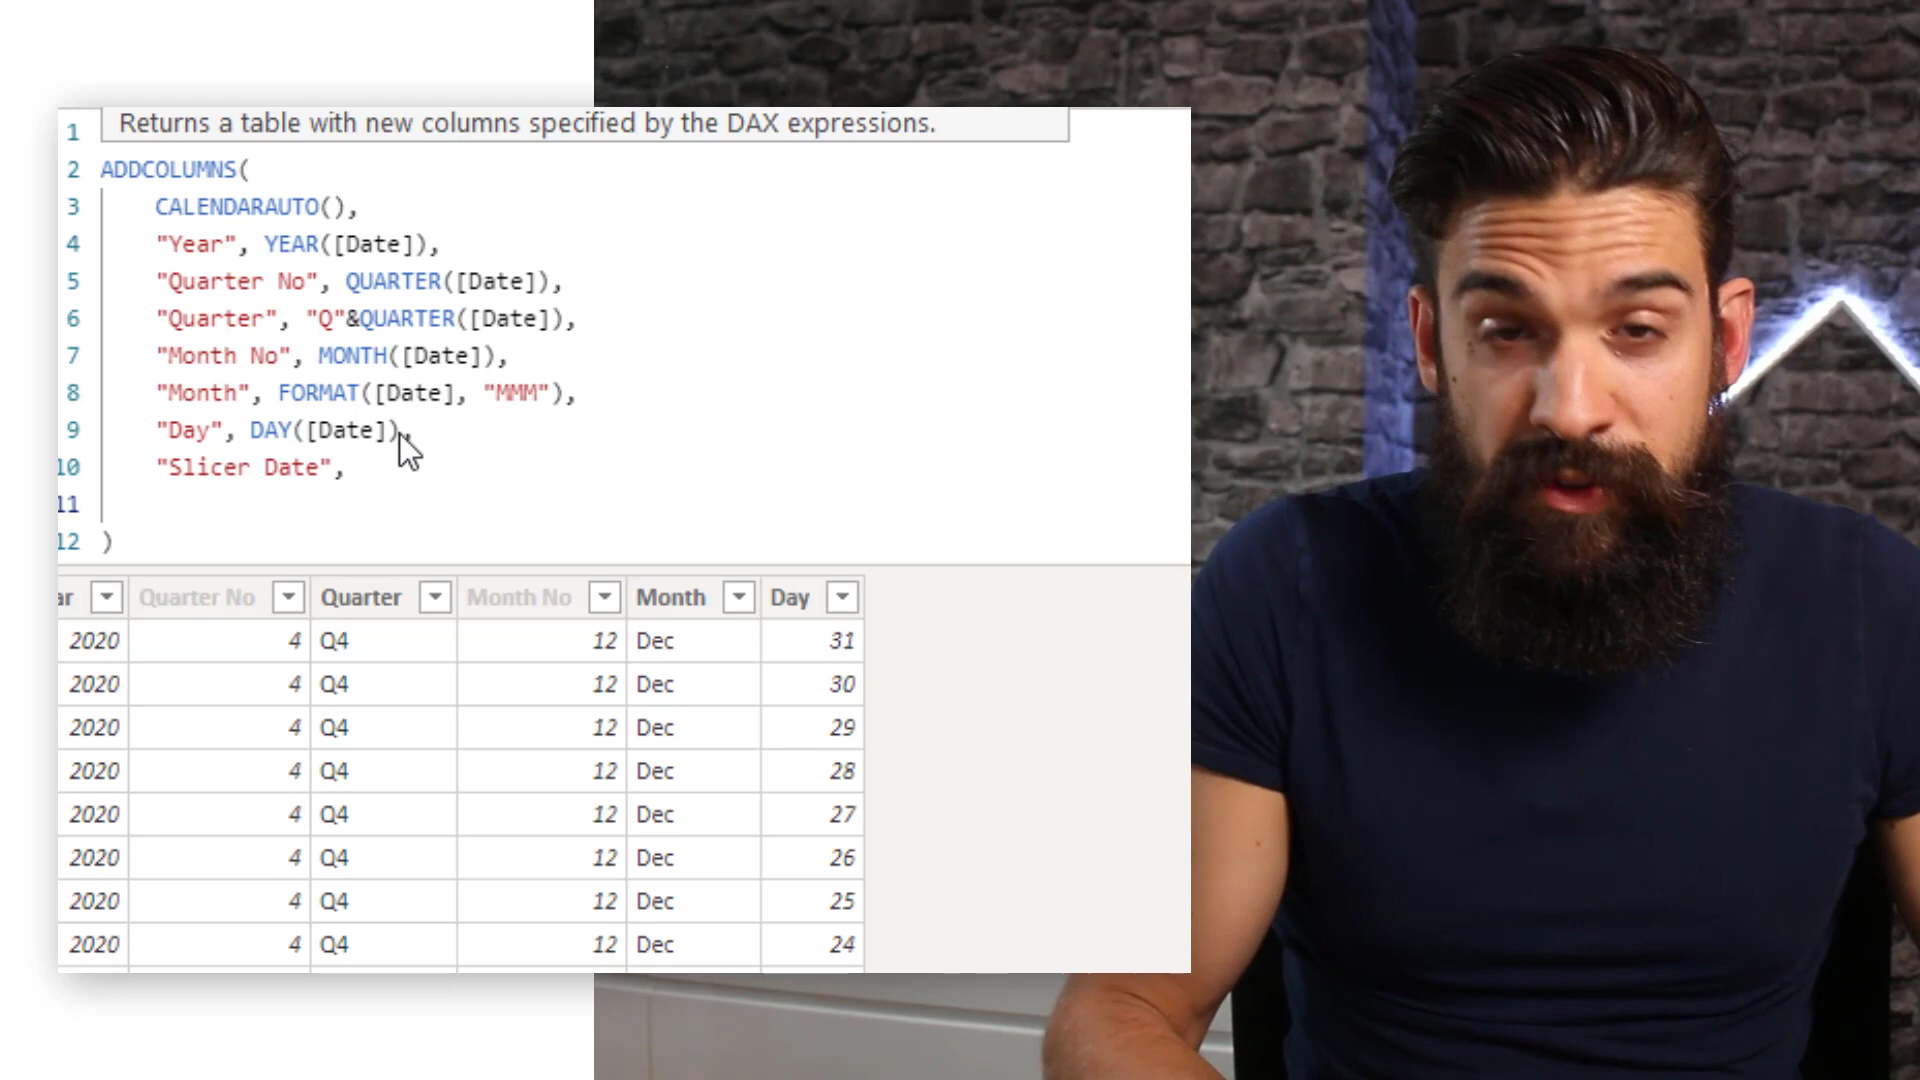 Returns a table with new columns specified by the DAX expressions.
1
2 ADDCOLUMNS(
3 CALENDARAUTO(),
4 "Year", YEAR([Date]),
5 "Quarter No", QUARTER([Date]),
6 "Quarter", "Q"&QUARTER([Date]),
7 "Month No", MONTH([Date]),
8 "Month", FORMAT([Date], "MMM"),
9 "Day", DAY([Date]),
10 "Slicer Date",
11
12 )
ar Quarter No Quarter Month No Month Day
2020 4 Q4 12 Dec 31
2020 4 Q4 12 Dec 30
2020 4 Q4 12 Dec 29
2020 4 Q4 12 Dec 28
2020 4 Q4 12 Dec 27
2020 4 Q4 12 Dec 26
2020 4 Q4 12 Dec 25
2020 4 Q4 12 Dec 24